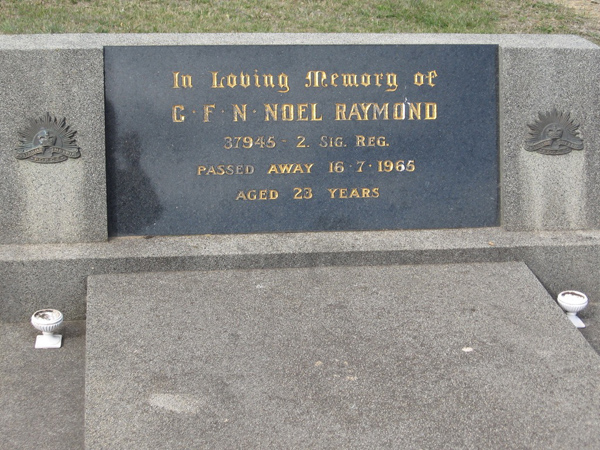 In Loving Memory of
C·F·N·NOEL RAYMOND
37945 - 2. SIG. REG.
PASSED AWAY 16·7·1965
AGED 23 YEARS